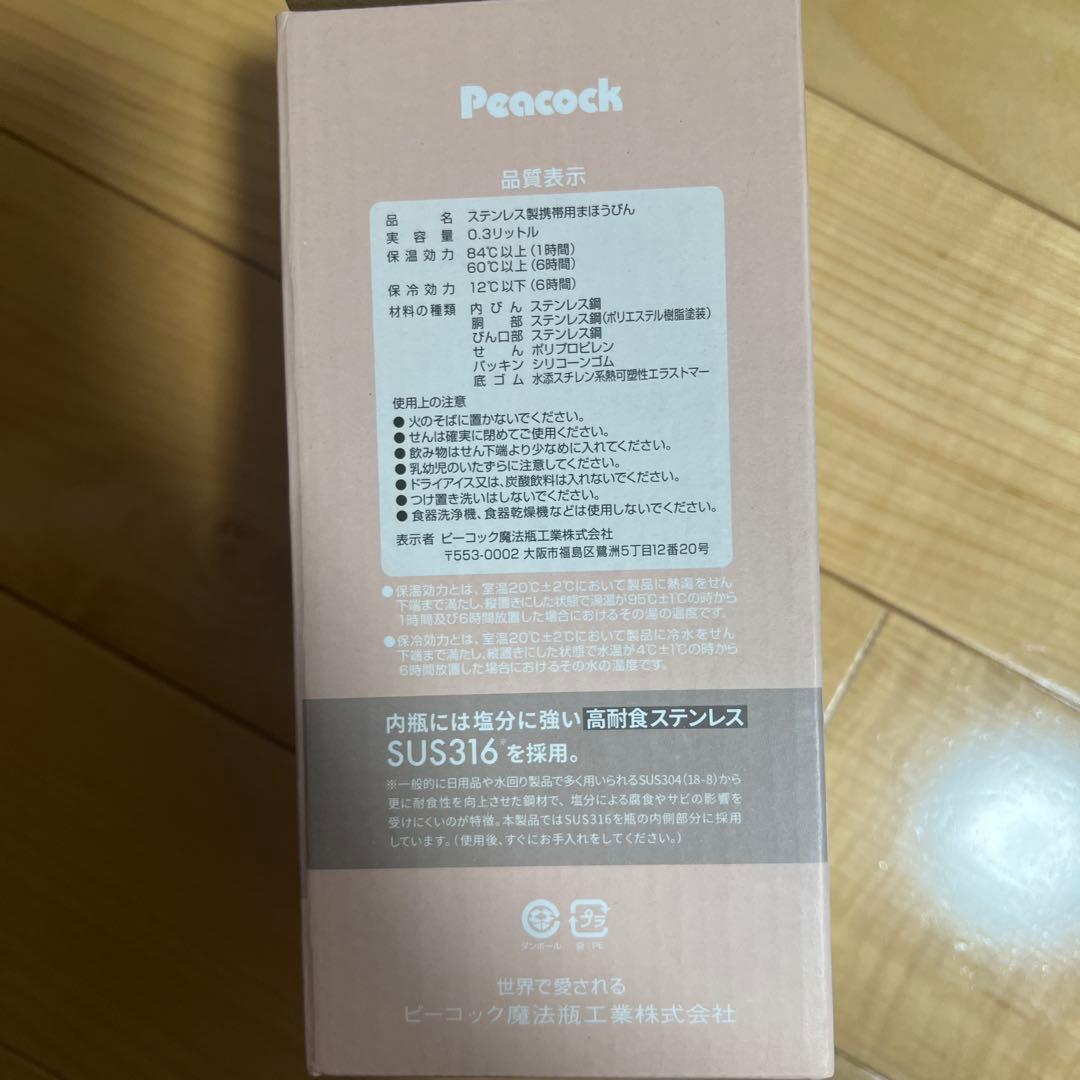 Peacock
品質表示
品名 ステンレス製携帯用まほうびん
実容量 0.3リットル
保温効力 84℃以上(1時間)
60℃以上(6時間)
保冷効力 12℃以下(6時間)
材料の種類 内びん ステンレス鋼
胴部 ステンレス鋼(ポリエステル樹脂塗装)
びん口部 ステンレス鋼
せん ポリプロピレン
パッキン シリコーンゴム
底ゴム 水添スチレン系熱可塑性エラストマー
使用上の注意
●火のそばに置かないでください。
●せんは確実に閉めてご使用ください。
●飲み物はせん下端より少なめに入れてください。
●乳幼児のいたずらに注意してください。
●ドライアイス又は、炭酸飲料は入れないでください。
●つけ置き洗いはしないでください。
●食器洗浄機、食器乾燥機などは使用しないでください。
表示者 ピーコック魔法瓶工業株式会社
〒553-0002 大阪市福島区鷺洲5丁目12番20号
●保温効力とは、室温20℃±2℃において製品に熱湯をせん
下端まで満たし、縦置きにした状態で湯温が95℃±1℃の時から
1時間及び6時間放置した場合におけるその湯の温度です。
●保冷効力とは、室温20℃±2℃において製品に冷水をせん
下端まで満たし、縦置きにした状態で水温が4℃±1℃の時から
6時間放置した場合におけるその水の温度です。
内瓶には塩分に強い高耐食ステンレス
SUS316※を採用。
※一般的に日用品や水回り製品で多く用いられるSUS304(18-8)から
更に耐食性を向上させた鋼材で、塩分による腐食やサビの影響を
受けにくいのが特徴。本製品ではSUS316を瓶の内側部分に採用
しています。(使用後、すぐにお手入れをしてください。)
プラ
ダンボール 袋:PE
世界で愛される
ピーコック魔法瓶工業株式会社